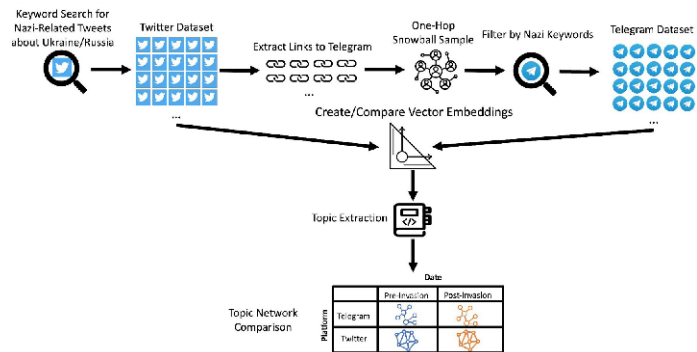 Keyword Search for
Nazi-Related Tweets
about Ukraine/Russia
Twitter Dataset
Extract Links to Telegram
One-Hop
Snowball Sample
Filter by Nazi Keywords
Telegram Dataset
...
...
...
Create/Compare Vector Embeddings
Topic Extraction
</>
Date
Pre-Invasion
Post-Invasion
Topic Network
Comparison
Platform
Telegram
Twitter